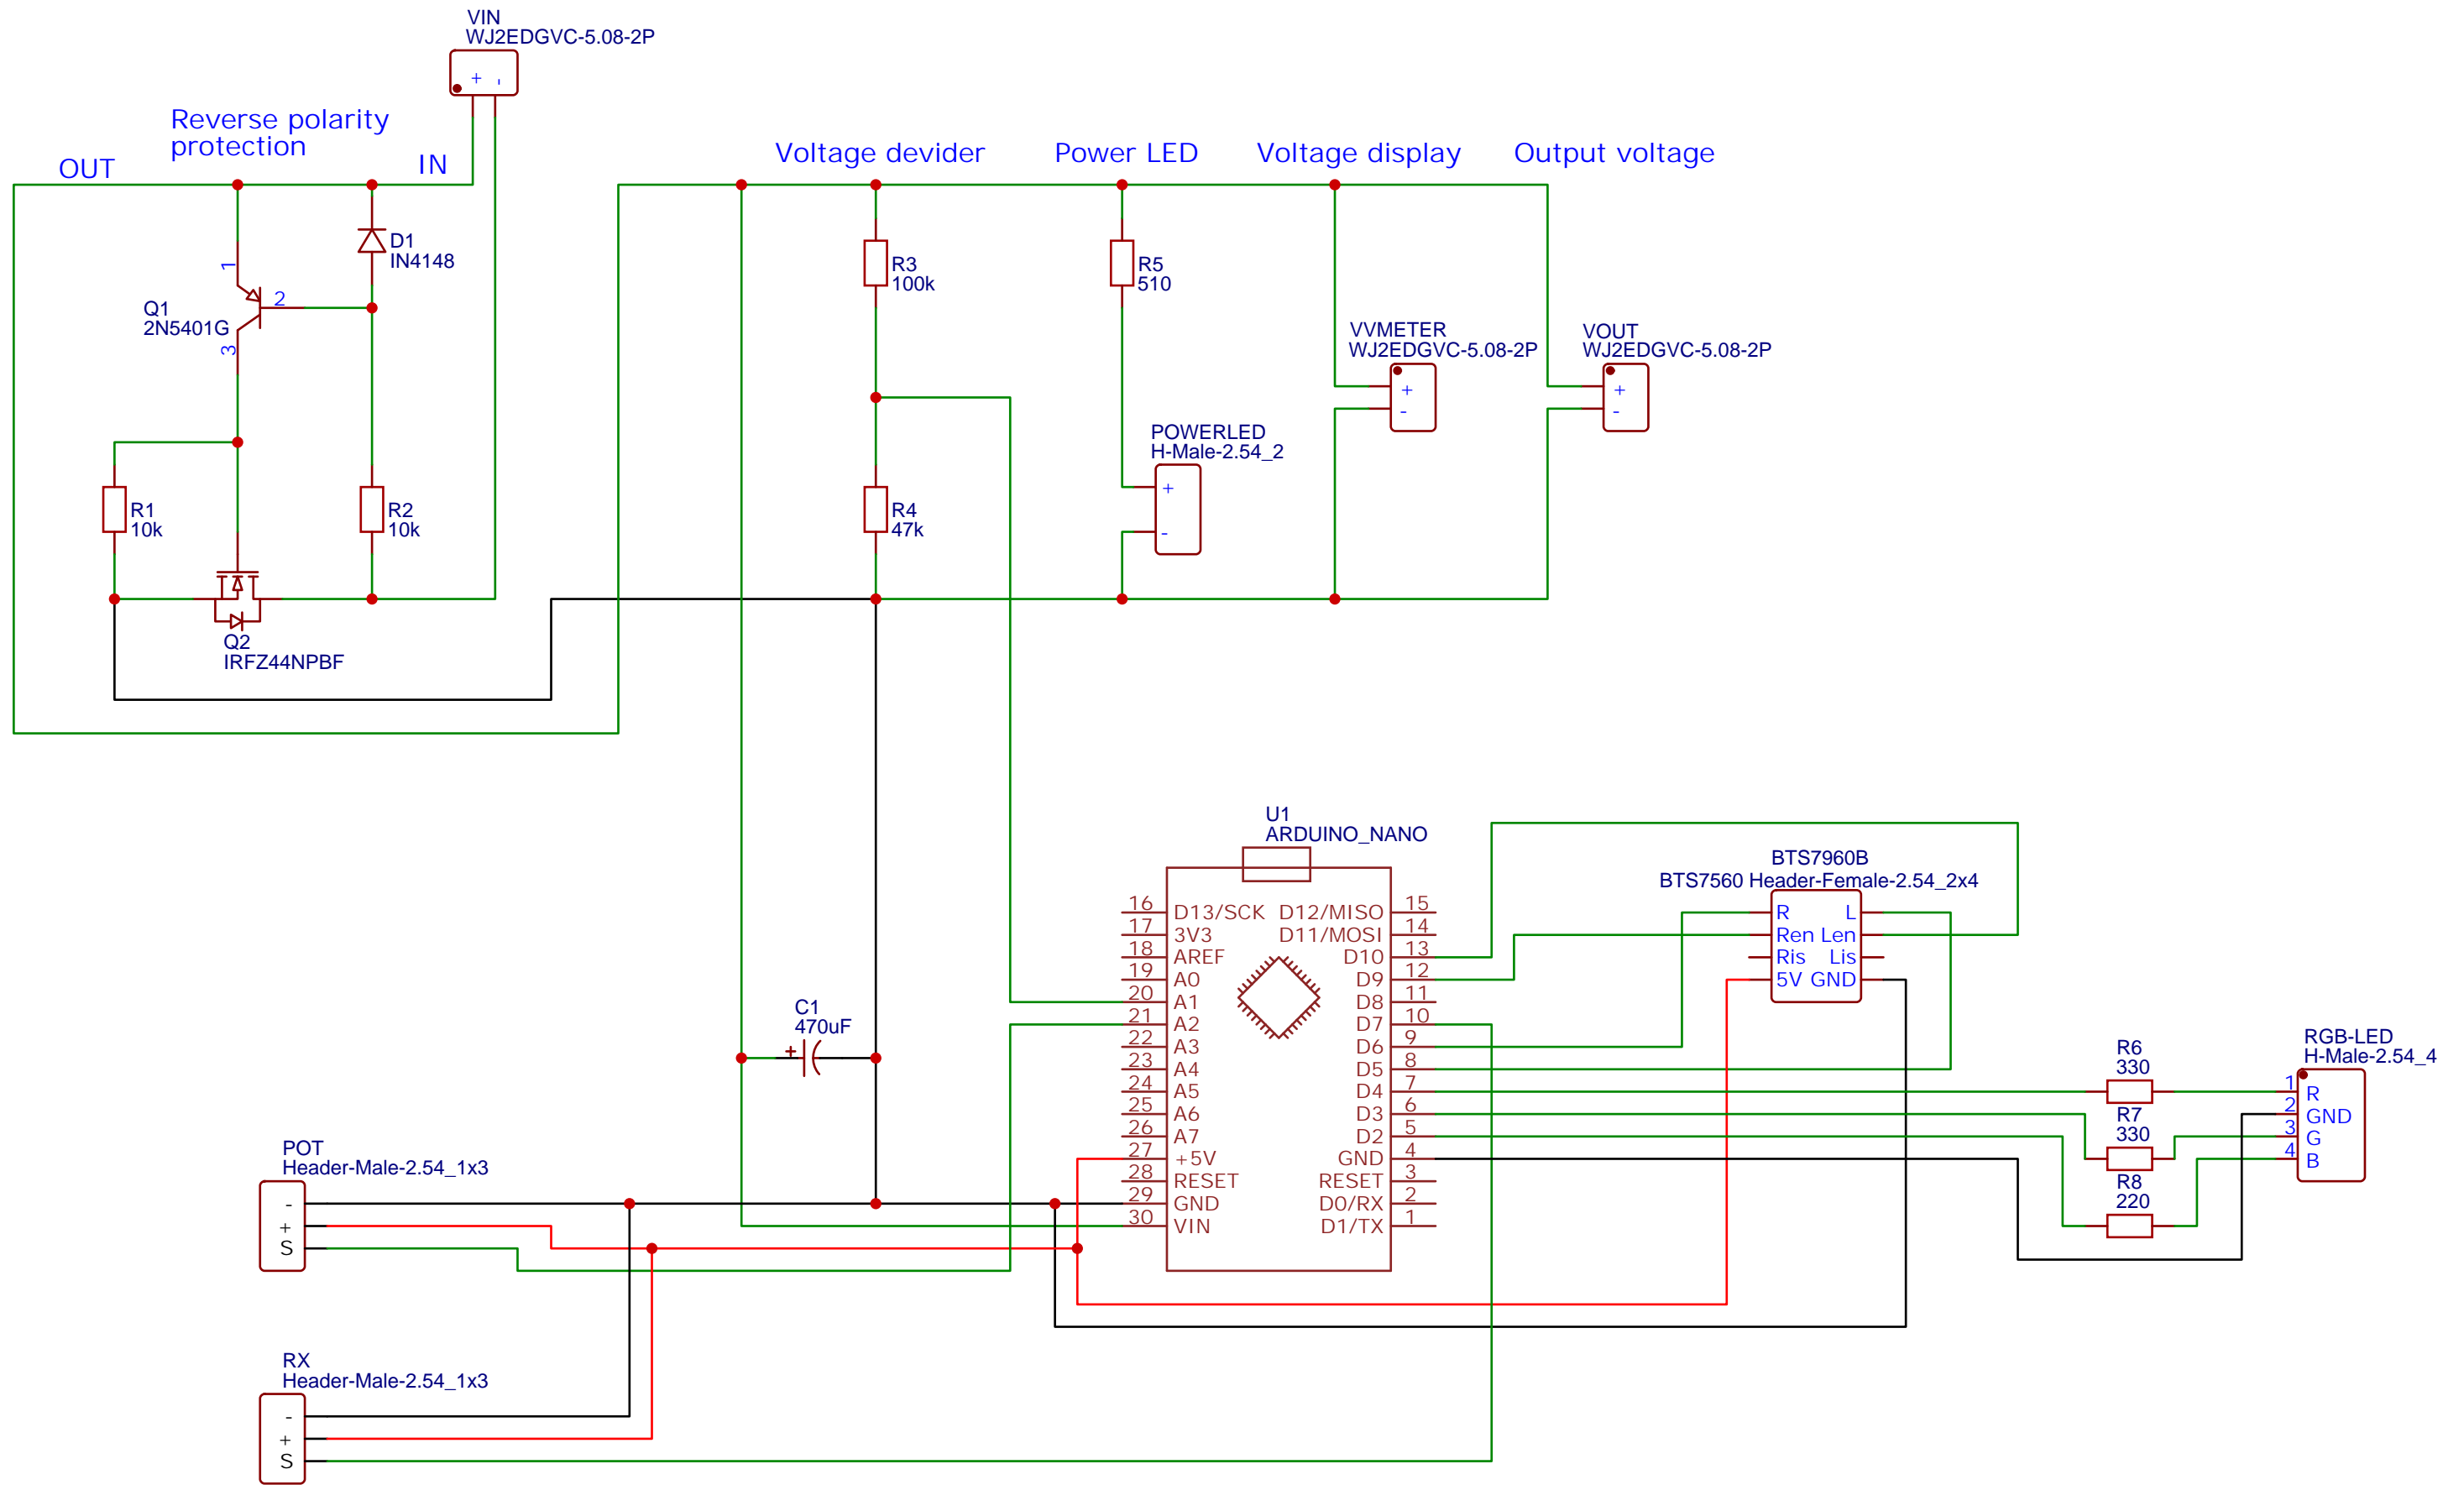 VIN
WJ2EDGVC-5.08-2P
+ -
Reverse polarity
protection
OUT
IN
Voltage devider
Power LED
Voltage display
Output voltage
D1
IN4148
1
2
3
Q1
2N5401G
R3
100k
R5
510
VVMETER
WJ2EDGVC-5.08-2P
+
-
VOUT
WJ2EDGVC-5.08-2P
+
-
POWERLED
H-Male-2.54_2
+
-
R1
10k
R2
10k
R4
47k
Q2
IRFZ44NPBF
U1
ARDUINO_NANO
16 D13/SCK D12/MISO 15
17 3V3 D11/MOSI 14
18 AREF D10 13
19 A0 D9 12
20 A1 D8 11
21 A2 D7 10
22 A3 D6 9
23 A4 D5 8
24 A5 D4 7
25 A6 D3 6
26 A7 D2 5
27 +5V GND 4
28 RESET RESET 3
29 GND D0/RX 2
30 VIN D1/TX 1
BTS7960B
BTS7560 Header-Female-2.54_2x4
R L
Ren Len
Ris Lis
5V GND
C1
470uF
+
R6
330
R7
330
R8
220
RGB-LED
H-Male-2.54_4
1 R
2 GND
3 G
4 B
POT
Header-Male-2.54_1x3
-
+
S
RX
Header-Male-2.54_1x3
-
+
S